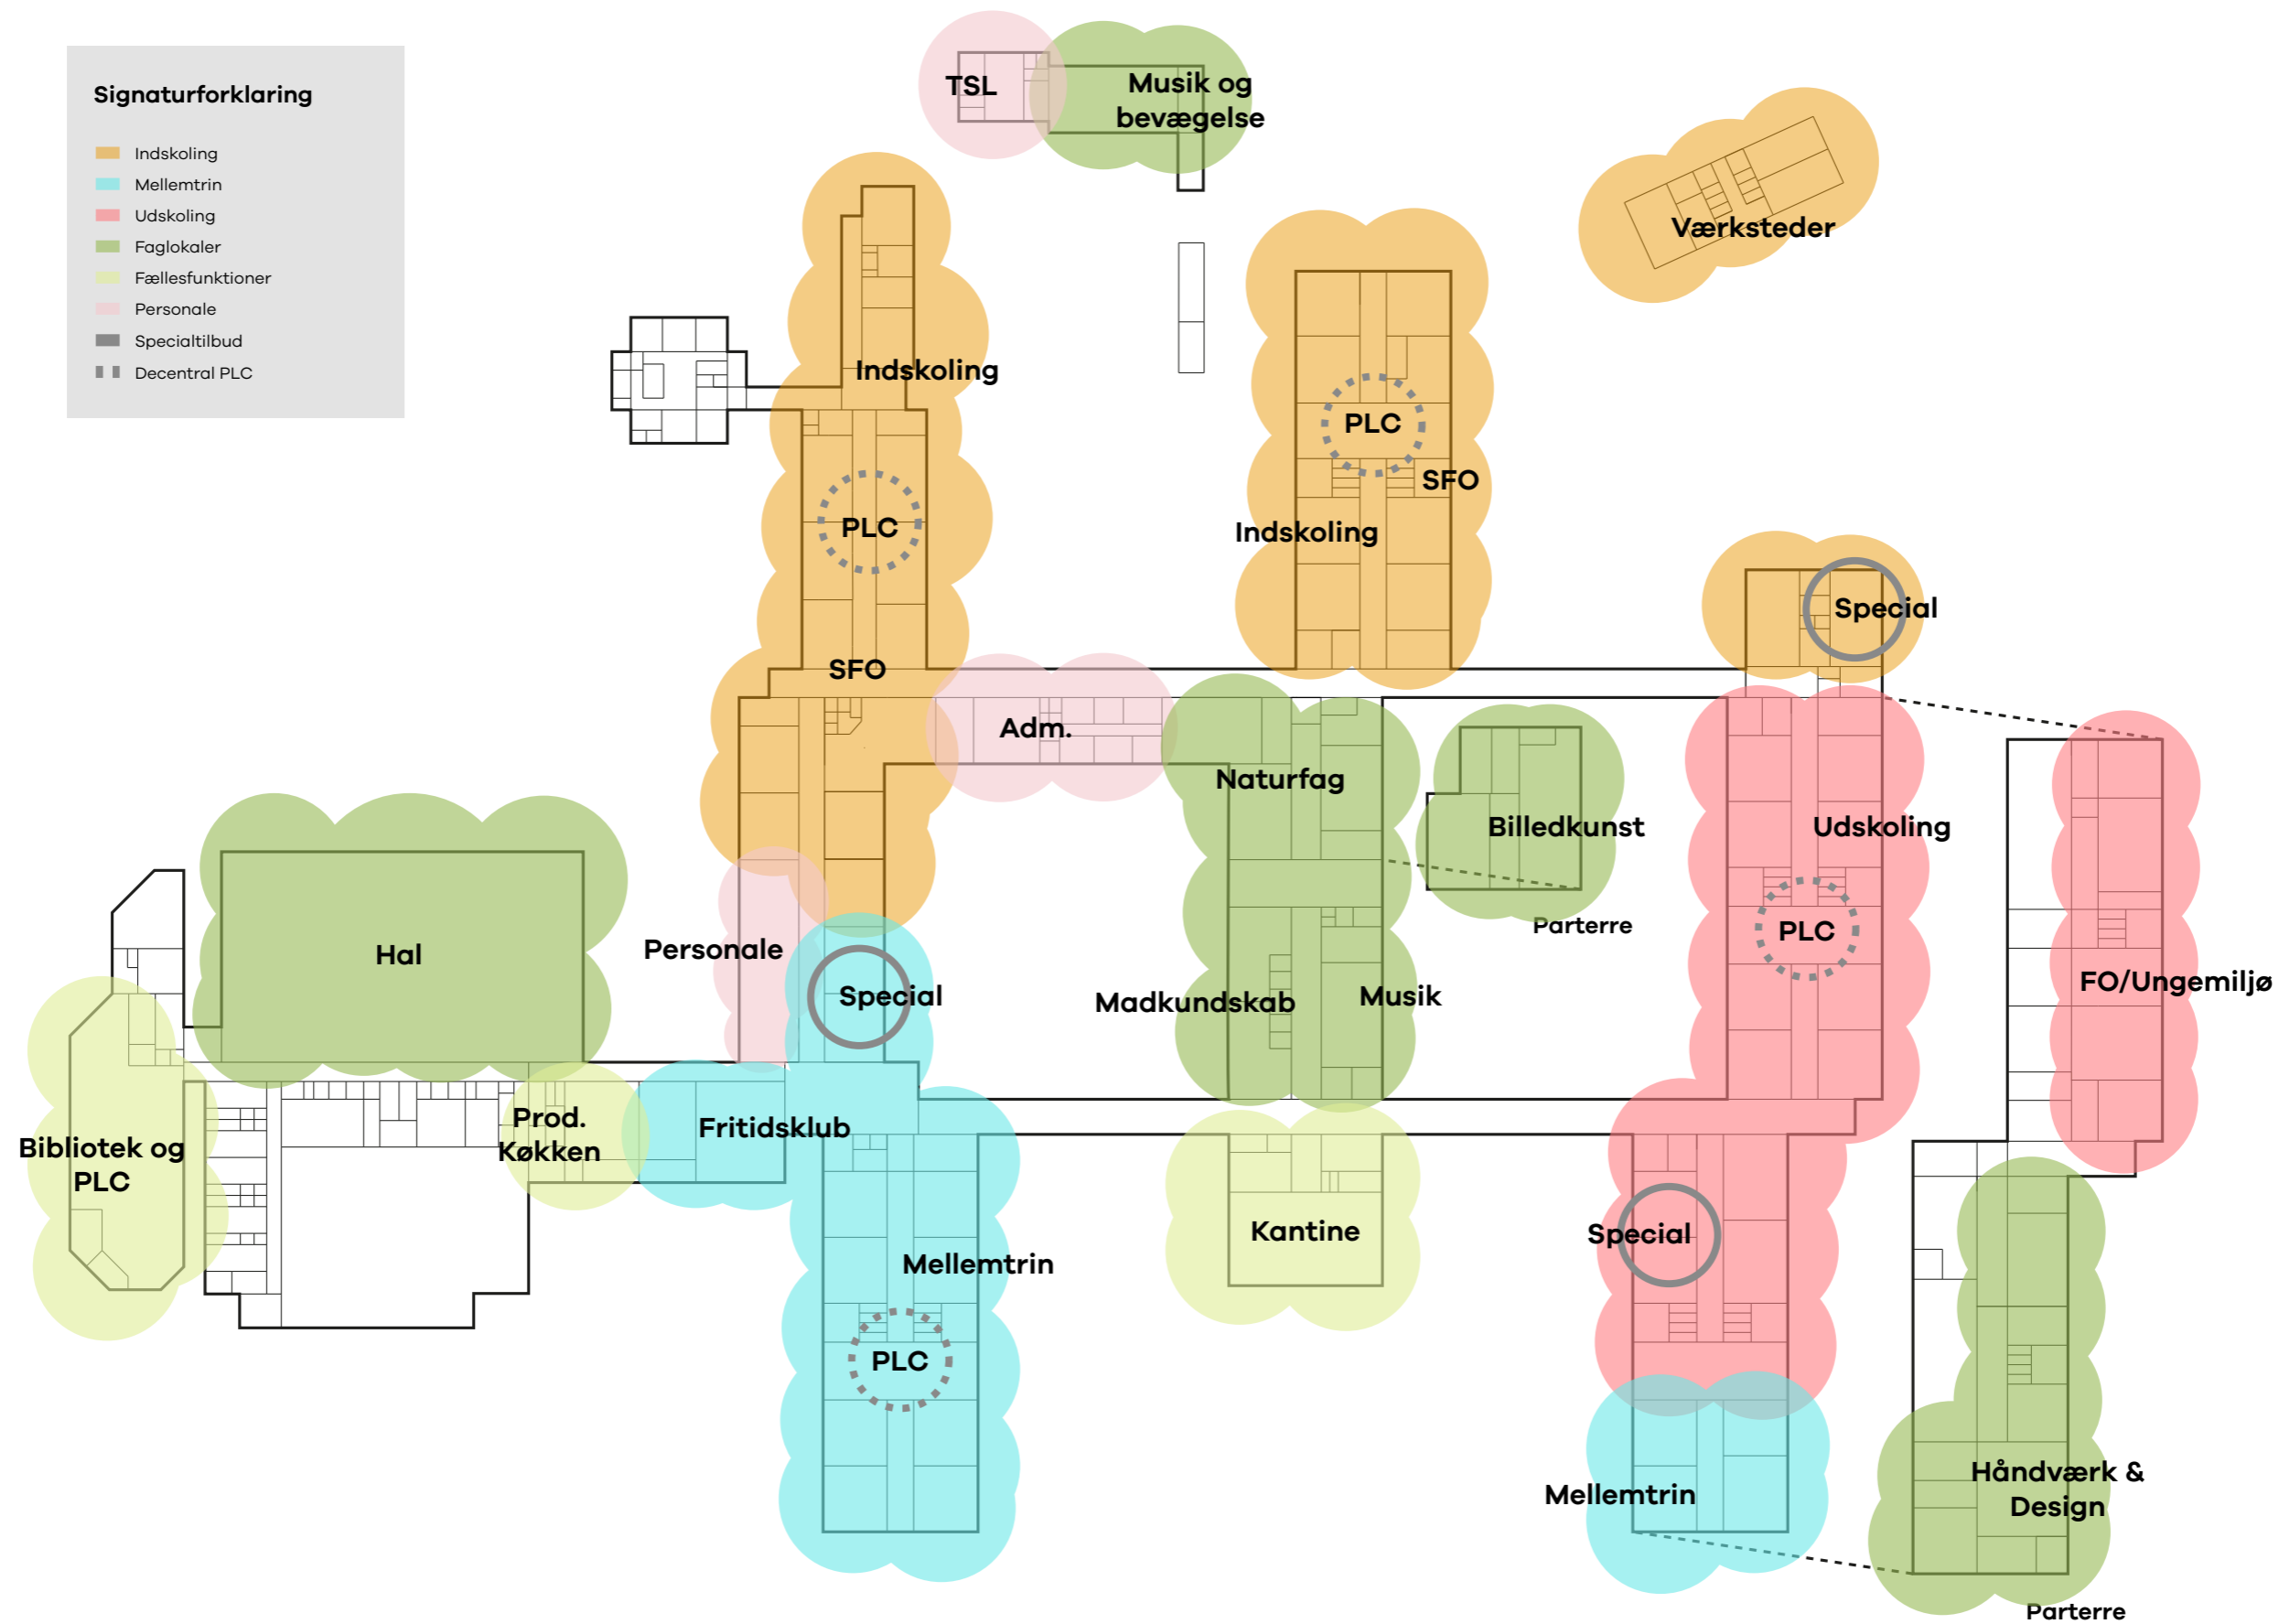 Signaturforklaring
Indskoling
Mellemtrin
Udskoling
Faglokaler
Fællesfunktioner
Personale
Specialtilbud
Decentral PLC
TSL
Musik og
bevægelse
Værksteder
Indskoling
PLC
SFO
PLC
SFO
Indskoling
Special
Adm.
Naturfag
Billedkunst
Parterre
Udskoling
PLC
FO/Ungemiljø
Hal
Personale
Special
Madkundskab
Musik
Bibliotek og
PLC
Prod.
Køkken
Fritidsklub
Mellemtrin
PLC
Kantine
Special
Mellemtrin
Håndværk &
Design
Parterre